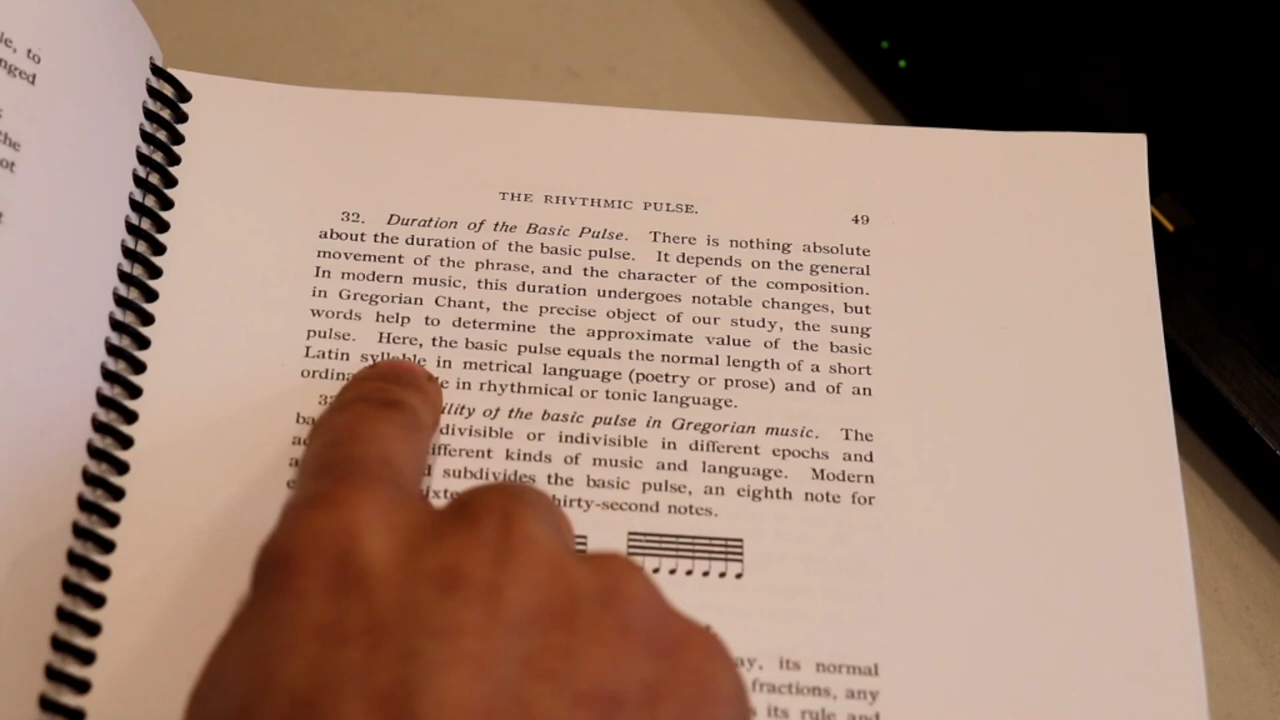 le, to
nged
the
ot
THE RHYTHMIC PULSE.
49
32. Duration of the Basic Pulse. There is nothing absolute
about the duration of the basic pulse. It depends on the general
movement of the phrase, and the character of the composition.
In modern music, this duration undergoes notable changes, but
in Gregorian Chant, the precise object of our study, the sung
words help to determine the approximate value of the basic
pulse. Here, the basic pulse equals the normal length of a short
Latin syllable in metrical language (poetry or prose) and of an
in rhythmical or tonic language.
ility of the basic pulse in Gregorian music. The
divisible or indivisible in different epochs and
different kinds of music and language. Modern
subdivides the basic pulse, an eighth note for
thirty-second notes.
ay, its normal
fractions, any
its rule and